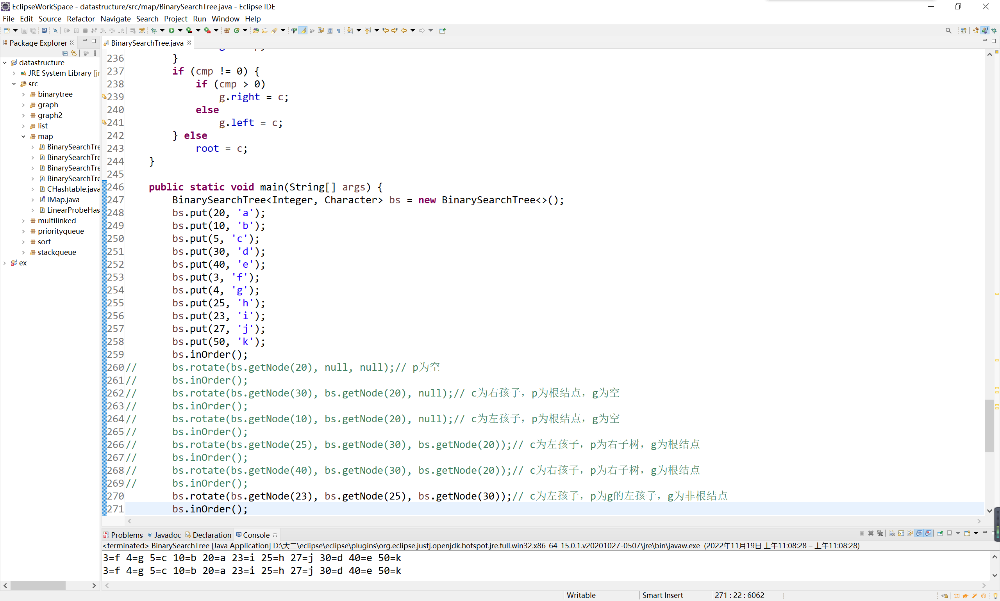 EclipseWorkSpace - datastructure/src/map/BinarySearchTree.java - Eclipse IDE
File Edit Source Refactor Navigate Search Project Run Window Help
Package Explorer
datastructure
JRE System Library [jr
src
binarytree
graph
graph2
list
map
BinarySearchTre
BinarySearchTre
BinarySearchTre
BinarySearchTre
CHashtable.java
IMap.java
LinearProbeHas
multilinked
priorityqueue
sort
stackqueue
ex
BinarySearchTree.java
236 }
237 if (cmp != 0) {
238 if (cmp > 0)
239 g.right = c;
240 else
241 g.left = c;
242 } else
243 root = c;
244 }
245
246 public static void main(String[] args) {
247 BinarySearchTree<Integer, Character> bs = new BinarySearchTree<>();
248 bs.put(20, 'a');
249 bs.put(10, 'b');
250 bs.put(5, 'c');
251 bs.put(30, 'd');
252 bs.put(40, 'e');
253 bs.put(3, 'f');
254 bs.put(4, 'g');
255 bs.put(25, 'h');
256 bs.put(23, 'i');
257 bs.put(27, 'j');
258 bs.put(50, 'k');
259 bs.inOrder();
260// bs.rotate(bs.getNode(20), null, null);// p为空
261// bs.inOrder();
262// bs.rotate(bs.getNode(30), bs.getNode(20), null);// c为右孩子，p为根结点，g为空
263// bs.inOrder();
264// bs.rotate(bs.getNode(10), bs.getNode(20), null);// c为左孩子，p为根结点，g为空
265// bs.inOrder();
266// bs.rotate(bs.getNode(25), bs.getNode(30), bs.getNode(20));// c为左孩子，p为右子树，g为根结点
267// bs.inOrder();
268// bs.rotate(bs.getNode(40), bs.getNode(30), bs.getNode(20));// c为右孩子，p为右子树，g为根结点
269// bs.inOrder();
270 bs.rotate(bs.getNode(23), bs.getNode(25), bs.getNode(30));// c为左孩子，p为g的左孩子，g为非根结点
271 bs.inOrder();
Problems Javadoc Declaration Console
<terminated> BinarySearchTree [Java Application] D:\大二\eclipse\eclipse\plugins\org.eclipse.justj.openjdk.hotspot.jre.full.win32.x86_64_15.0.1.v20201027-0507\jre\bin\javaw.exe (2022年11月19日 上午11:08:28 – 上午11:08:28)
3=f 4=g 5=c 10=b 20=a 23=i 25=h 27=j 30=d 40=e 50=k
3=f 4=g 5=c 10=b 20=a 23=i 25=h 27=j 30=d 40=e 50=k
Writable Smart Insert 271 : 22 : 6062